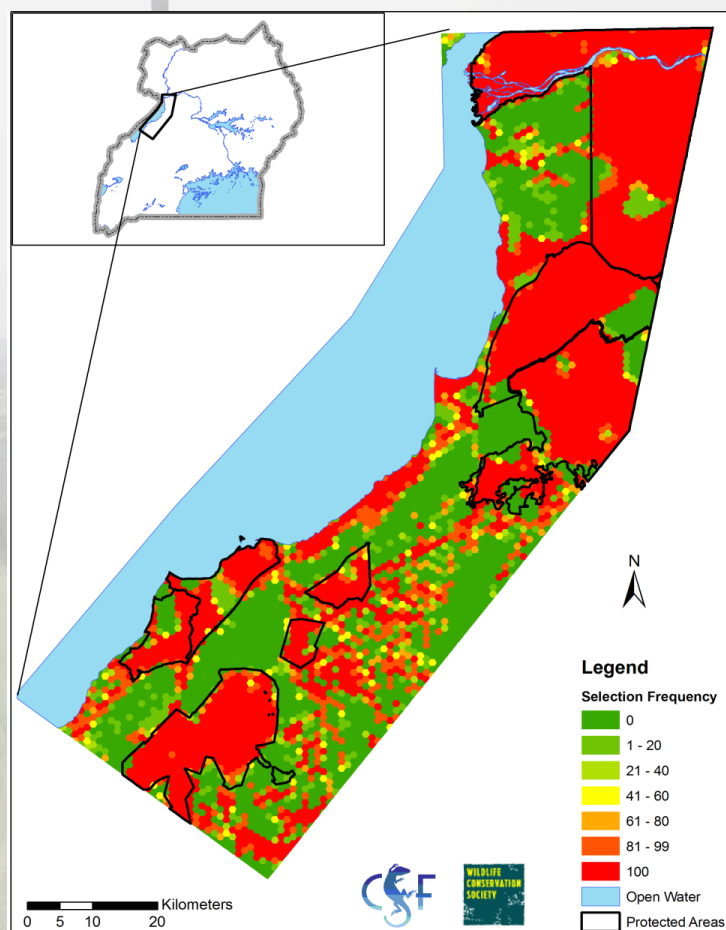 N
Legend
Selection Frequency
0
1 - 20
21 - 40
41 - 60
61 - 80
81 - 99
100
Open Water
Protected Areas
Kilometers
0 5 10 20
CSF
WILDLIFE
CONSERVATION
SOCIETY